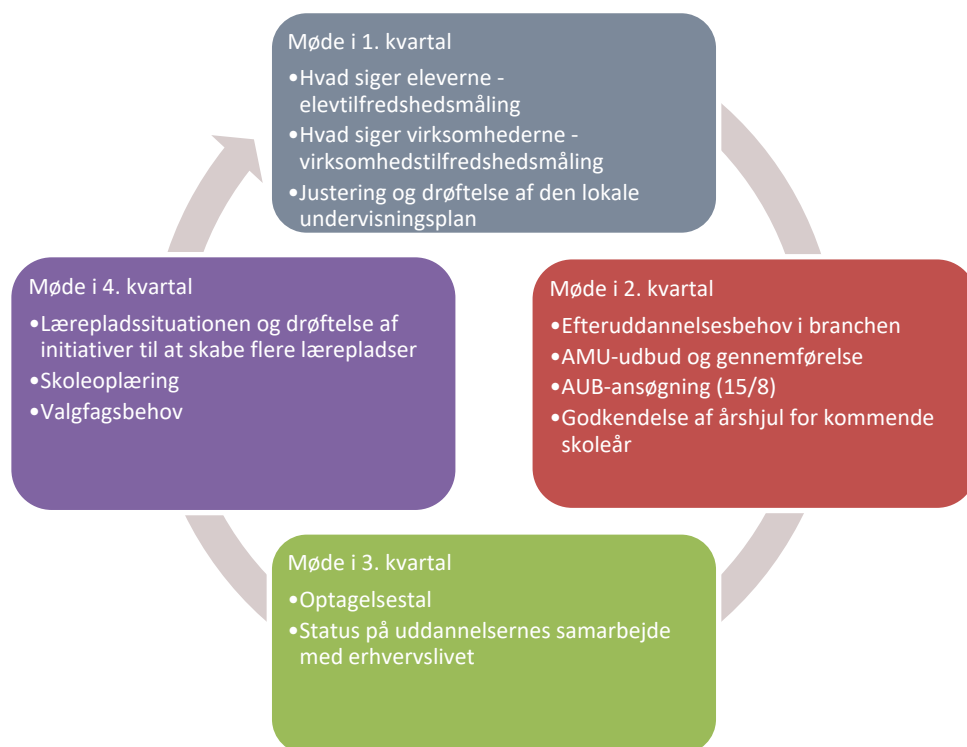 Møde i 1. kvartal
•Hvad siger eleverne -
elevtilfredshedsmåling
•Hvad siger virksomhederne -
virksomhedstilfredshedsmåling
•Justering og drøftelse af den lokale
undervisningsplan
Møde i 2. kvartal
•Efteruddannelsesbehov i branchen
•AMU-udbud og gennemførelse
•AUB-ansøgning (15/8)
•Godkendelse af årshjul for kommende
skoleår
Møde i 3. kvartal
•Optagelsestal
•Status på uddannelsernes samarbejde
med erhvervslivet
Møde i 4. kvartal
•Lærepladssituationen og drøftelse af
initiativer til at skabe flere lærepladser
•Skoleoplæring
•Valgfagsbehov